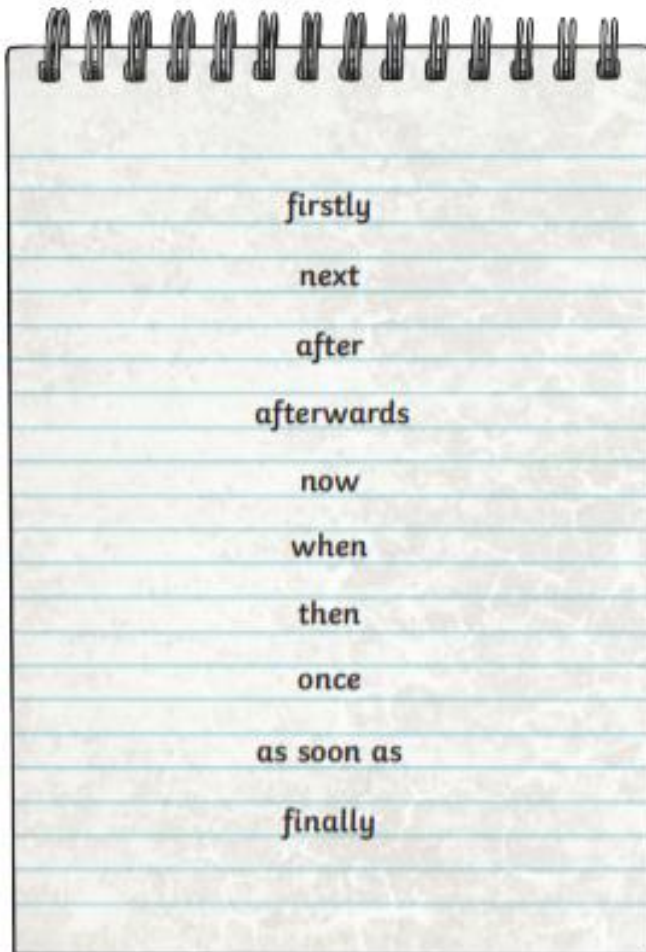 firstly
next
after
afterwards
now
when
then
once
as soon as
finally